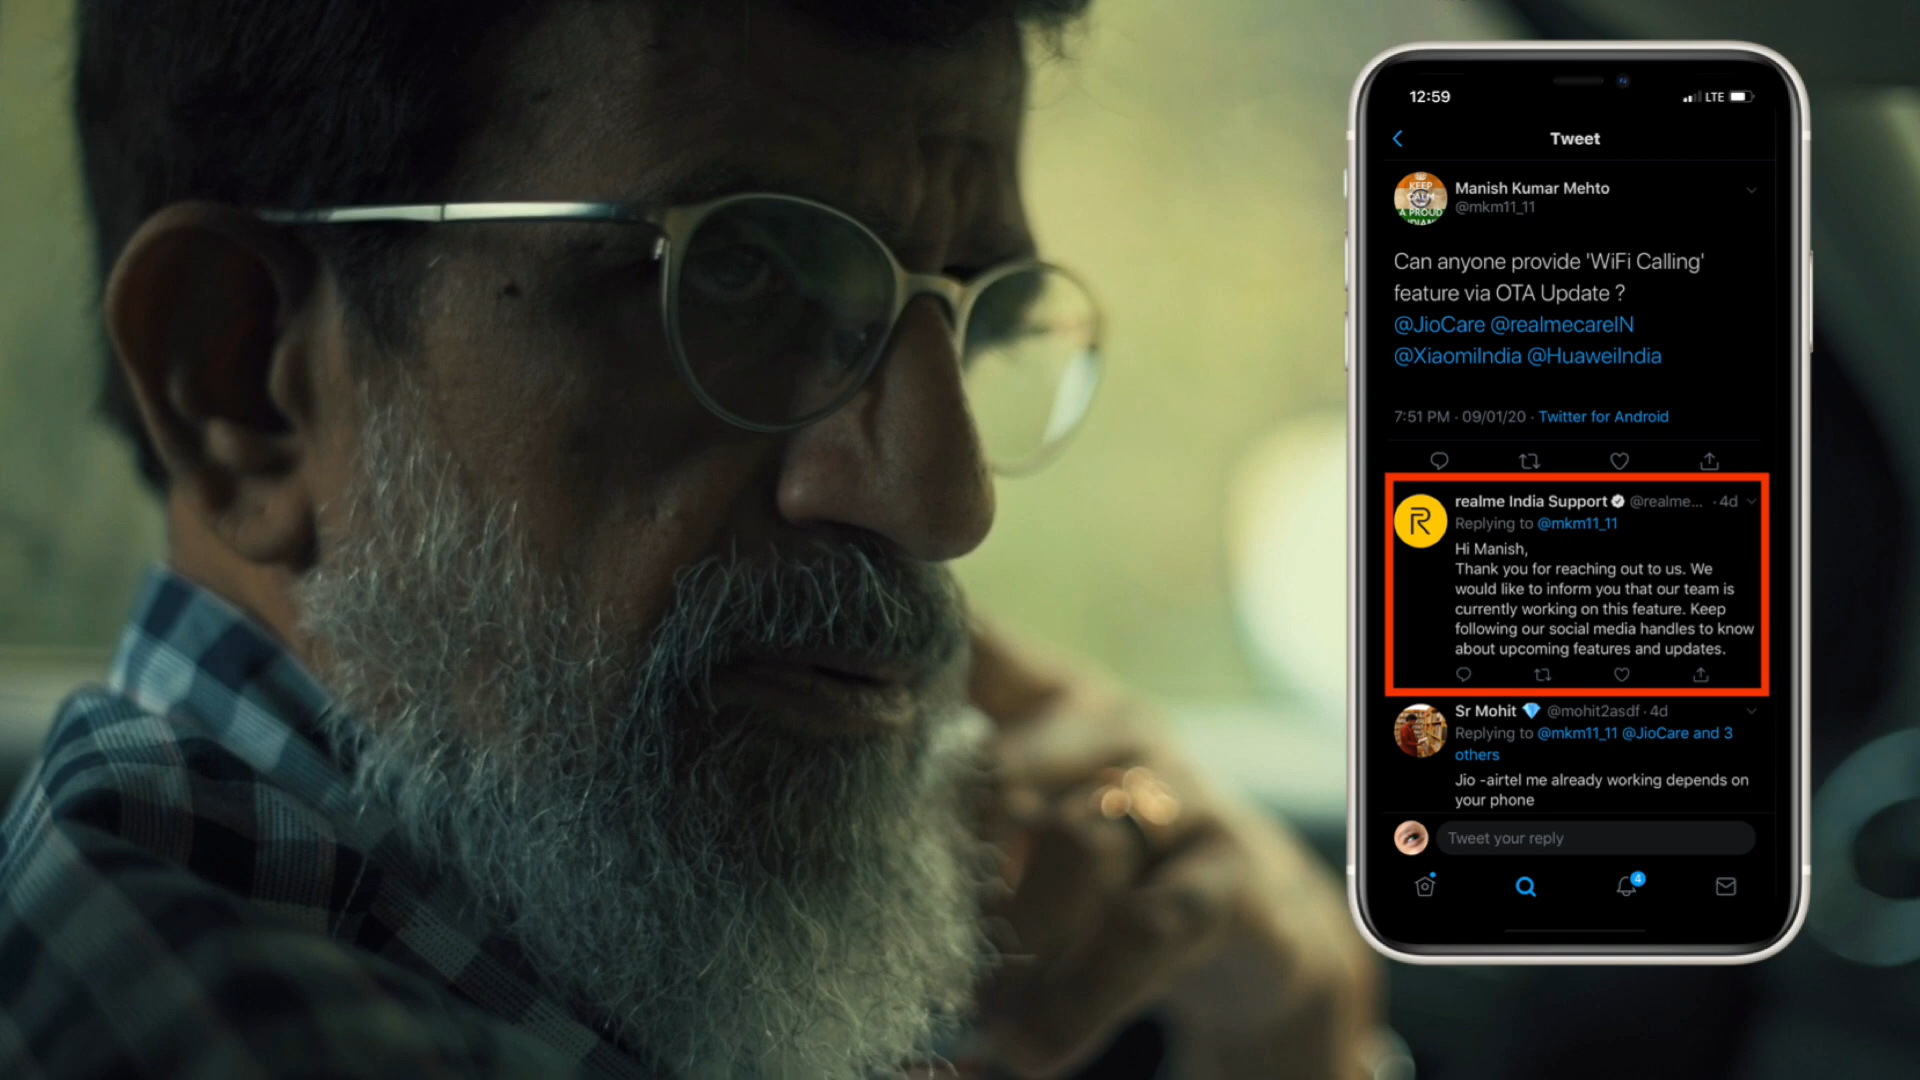 12:59
LTE
Tweet
KEEP
CALM
A PROUD
Manish Kumar Mehto
@mkm11_11
Can anyone provide 'WiFi Calling'
feature via OTA Update ?
@JioCare @realmecareIN
@XiaomiIndia @HuaweiIndia
7:51 PM · 09/01/20 · Twitter for Android
realme India Support @realme... · 4d
Replying to @mkm11_11
Hi Manish,
Thank you for reaching out to us. We
would like to inform you that our team is
currently working on this feature. Keep
following our social media handles to know
about upcoming features and updates.
Sr Mohit 💎 @mohit2asdf · 4d
Replying to @mkm11_11 @JioCare and 3
others
Jio -airtel me already working depends on
your phone
Tweet your reply
4